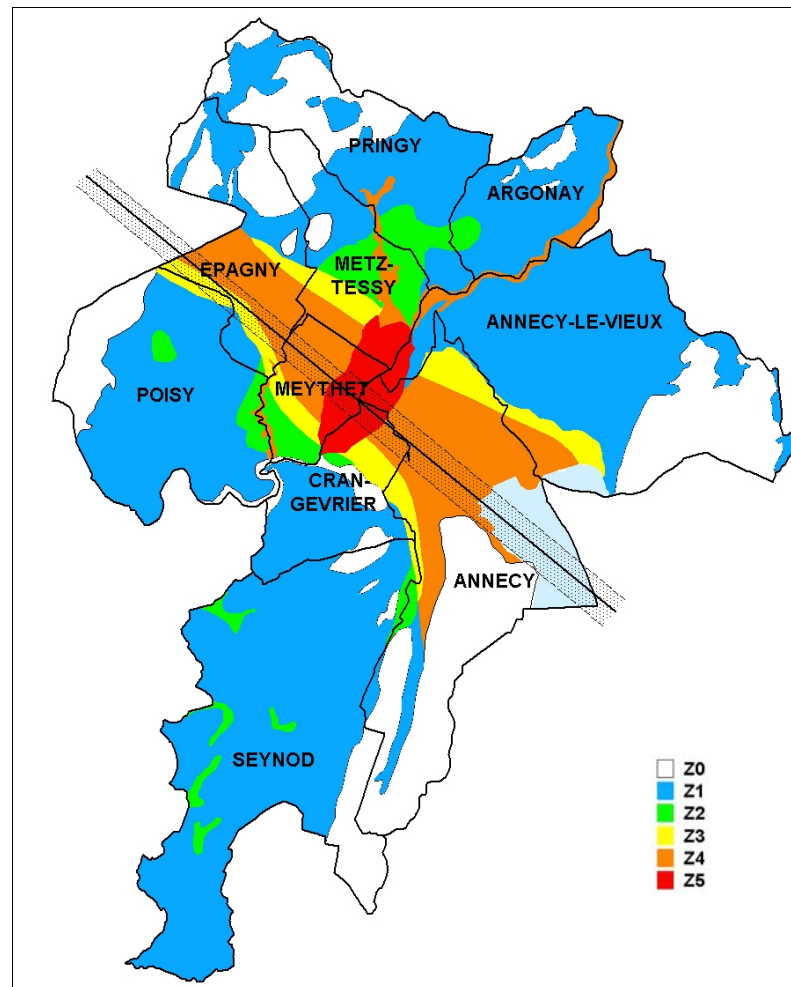 PRINGY
ARGONAY
EPAGNY
METZ-
TESSY
ANNECY-LE-VIEUX
POISY
MEYTHET
CRAN-
GEVRIER
ANNECY
SEYNOD
Z0
Z1
Z2
Z3
Z4
Z5